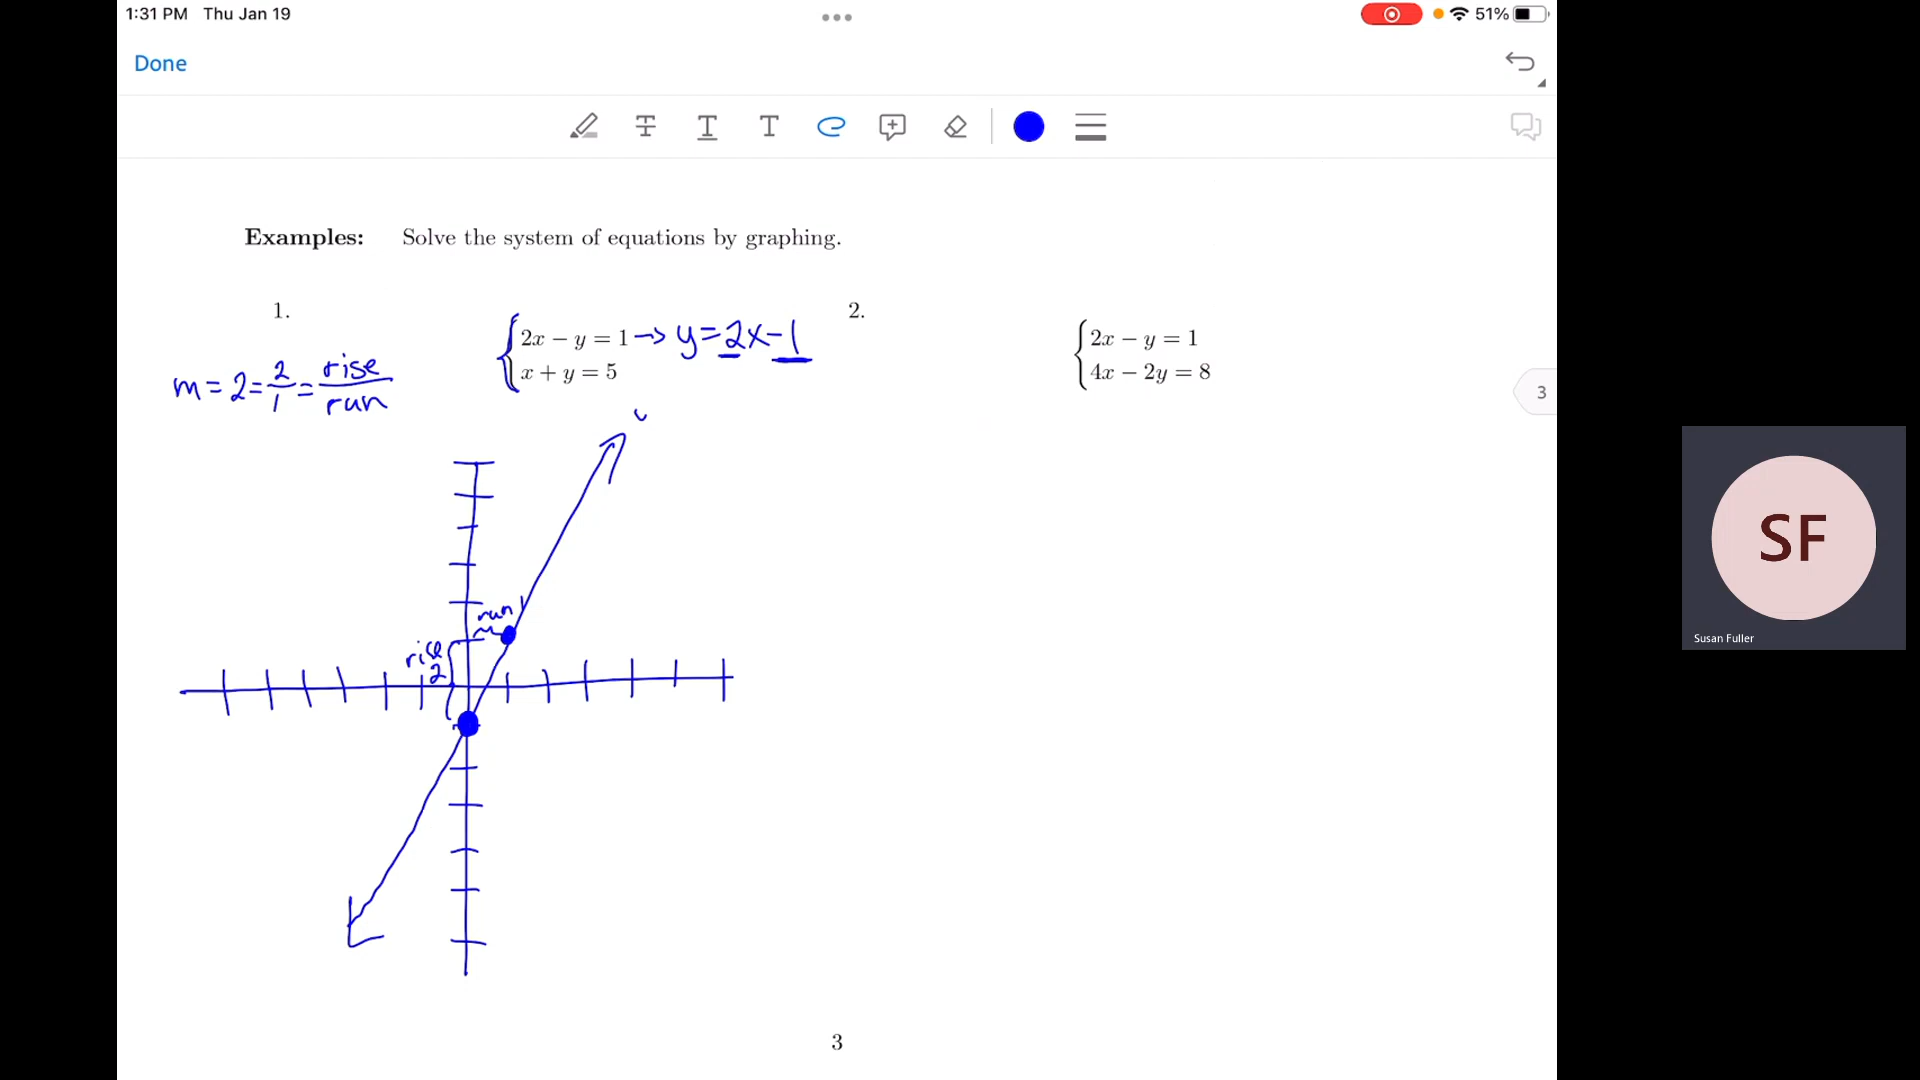 1:31 PM Thu Jan 19
51%
Done
T T T
Examples: Solve the system of equations by graphing.
1.
2x − y = 1 → y = 2x − 1
x + y = 5
m = 2 = 2/1 = rise/run
2.
2x − y = 1
4x − 2y = 8
3
run 1
rise
2
SF
Susan Fuller
3